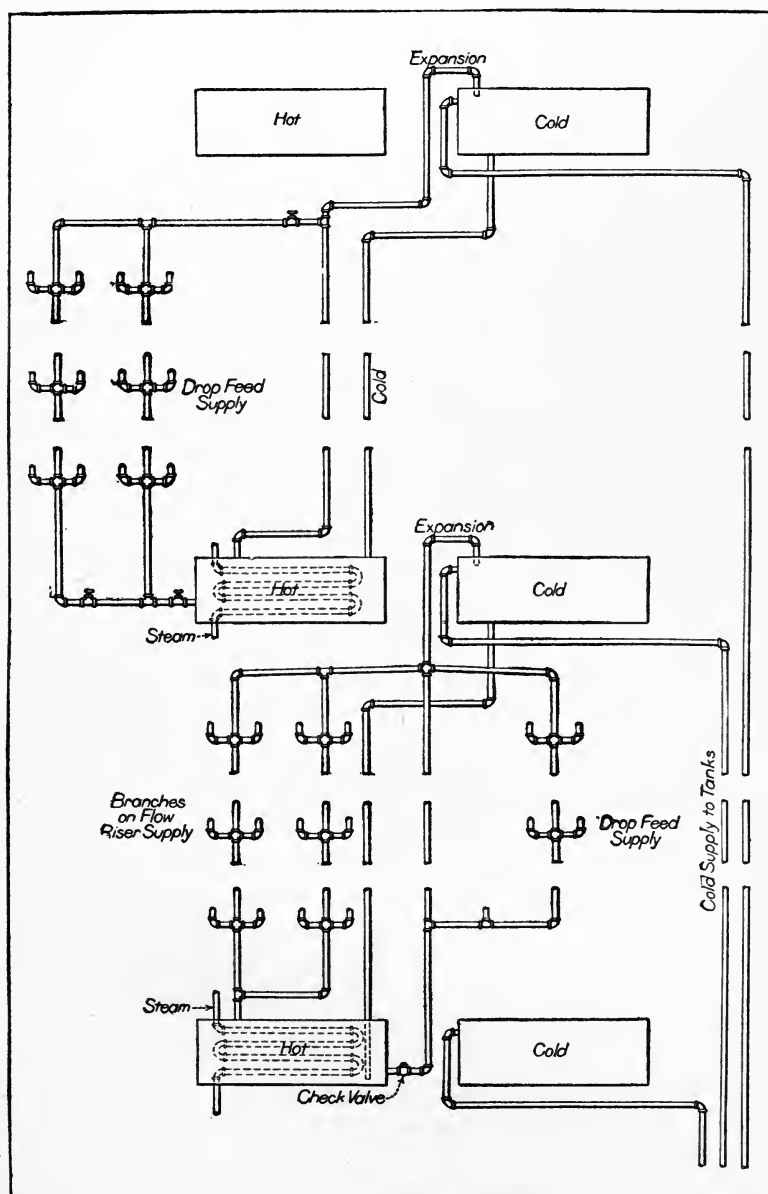 Expansion
Hot
Cold
Drop Feed
Supply
Cold
Expansion
Hot
Cold
Steam
Branches
on Flow
Riser Supply
Drop Feed
Supply
Cold Supply to Tanks
Steam
Hot
Cold
Check Valve